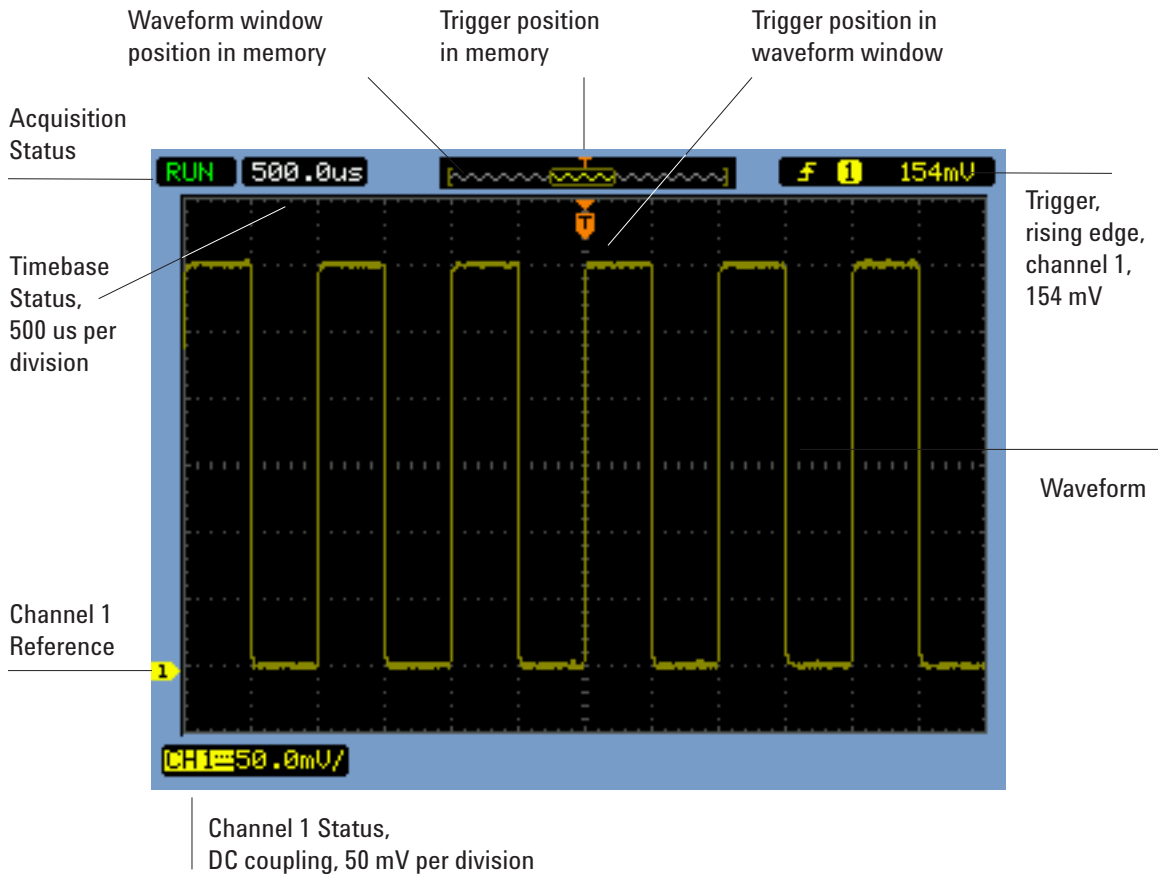 Waveform window
position in memory
Trigger position
in memory
Trigger position in
waveform window
Acquisition
Status
RUN
500.0us
T
1
154mV
T
Trigger,
rising edge,
channel 1,
154 mV
Timebase
Status,
500 us per
division
Waveform
Channel 1
Reference
1
CH1 50.0mV/
Channel 1 Status,
DC coupling, 50 mV per division